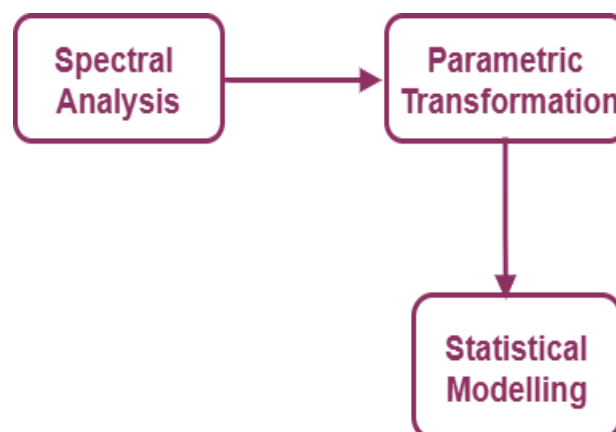 Spectral
Analysis
Parametric
Transformation
Statistical
Modelling